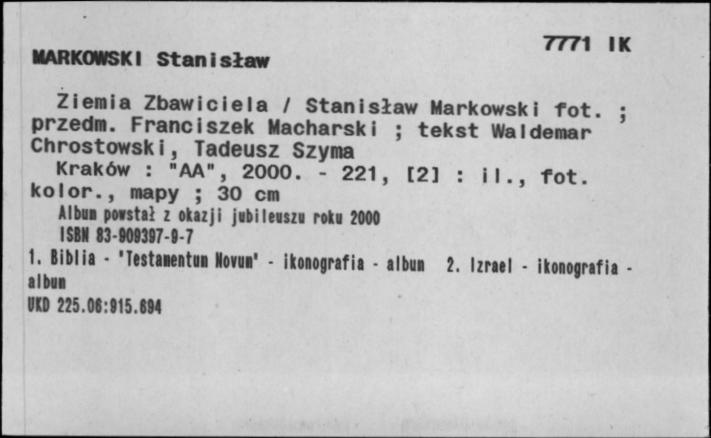 7771 IK
MARKOWSKI Stanisław
Ziemia Zbawiciela / Stanisław Markowski fot. ;
przedm. Franciszek Macharski ; tekst Waldemar
Chrostowski, Tadeusz Szyma
Kraków : "AA", 2000. - 221, [2] : il., fot.
kolor., mapy ; 30 cm
Album powstał z okazji jubileuszu roku 2000
ISBN 83-909397-9-7
1. Biblia - "Testamentum Novum" - ikonografia - album 2. Izrael - ikonografia -
album
UKD 225.06:915.694